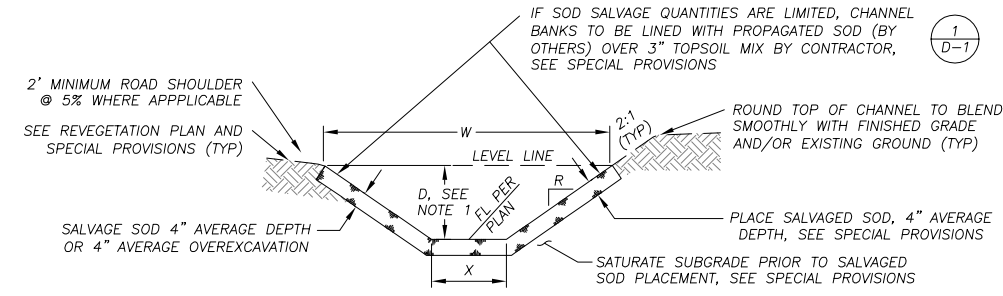 IF SOD SALVAGE QUANTITIES ARE LIMITED, CHANNEL
BANKS TO BE LINED WITH PROPAGATED SOD (BY
OTHERS) OVER 3" TOPSOIL MIX BY CONTRACTOR,
SEE SPECIAL PROVISIONS
1
D-1
2' MINIMUM ROAD SHOULDER
@ 5% WHERE APPPLICABLE
SEE REVEGETATION PLAN AND
SPECIAL PROVISIONS (TYP)
W
2:1
(TYP)
ROUND TOP OF CHANNEL TO BLEND
SMOOTHLY WITH FINISHED GRADE
AND/OR EXISTING GROUND (TYP)
LEVEL LINE
D, SEE
NOTE 1
FL PER
PLAN
R
SALVAGE SOD 4" AVERAGE DEPTH
OR 4" AVERAGE OVEREXCAVATION
PLACE SALVAGED SOD, 4" AVERAGE
DEPTH, SEE SPECIAL PROVISIONS
X
SATURATE SUBGRADE PRIOR TO SALVAGED
SOD PLACEMENT, SEE SPECIAL PROVISIONS